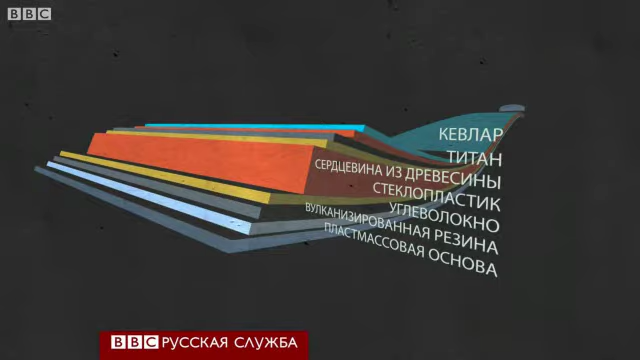 BBC
КЕВЛАР
ТИТАН
СЕРДЦЕВИНА ИЗ ДРЕВЕСИНЫ
СТЕКЛОПЛАСТИК
УГЛЕВОЛОКНО
ВУЛКАНИЗИРОВАННАЯ РЕЗИНА
ПЛАСТМАССОВАЯ ОСНОВА
BBC РУССКАЯ СЛУЖБА